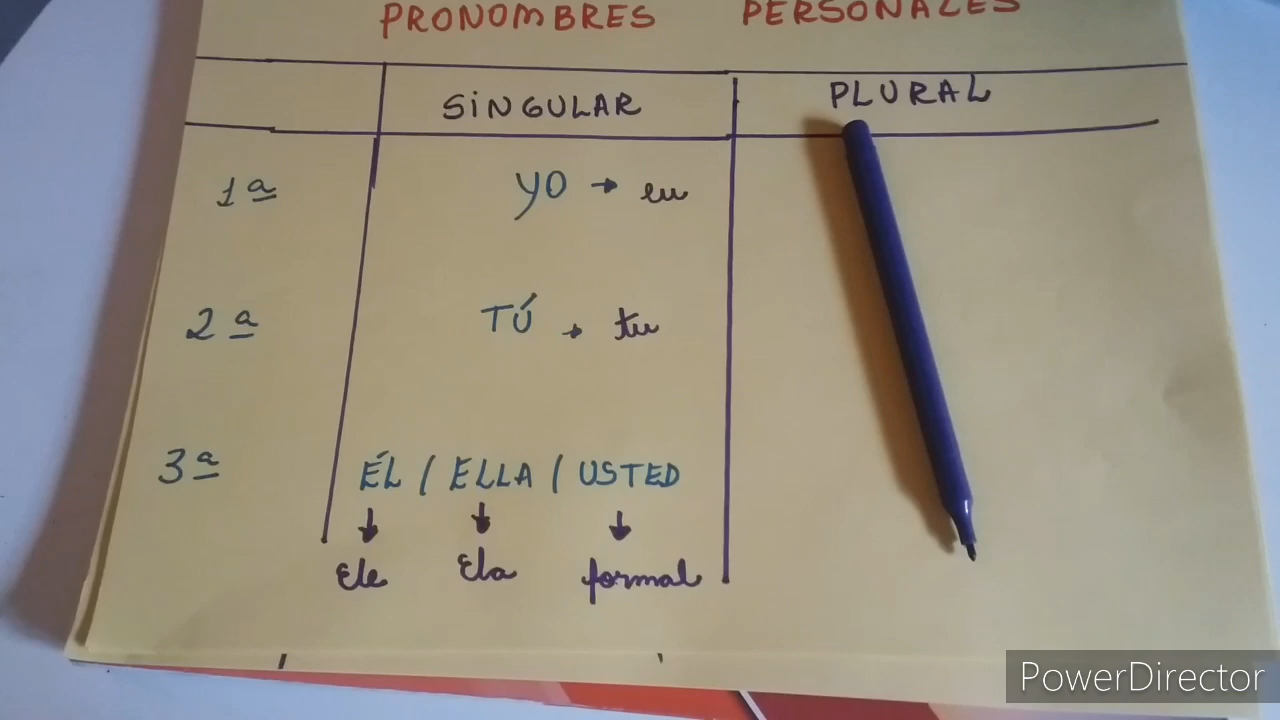 PRONOMBRES PERSONALES
SiNGULAR PLURAL
1ª YO → eu
2ª TÚ → tu
3ª ÉL / ELLA / USTED
↓ ↓ ↓
Ele Ela formal
PowerDirector